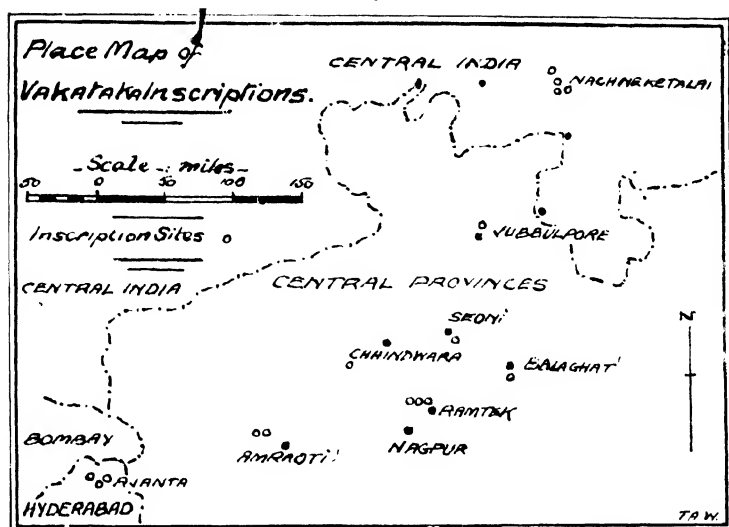 Place Map of
Vakataka Inscriptions.
Scale : miles
50 0 50 100 150
Inscription Sites
CENTRAL INDIA
NACHNEKETALAI
JUBBULPORE
CENTRAL INDIA
CENTRAL PROVINCES
SEONI
CHHINDWARA
BALAGHAT
RAMTEK
NAGPUR
AMRAOTI
BOMBAY
AJANTA
HYDERABAD
N
T.A.W.